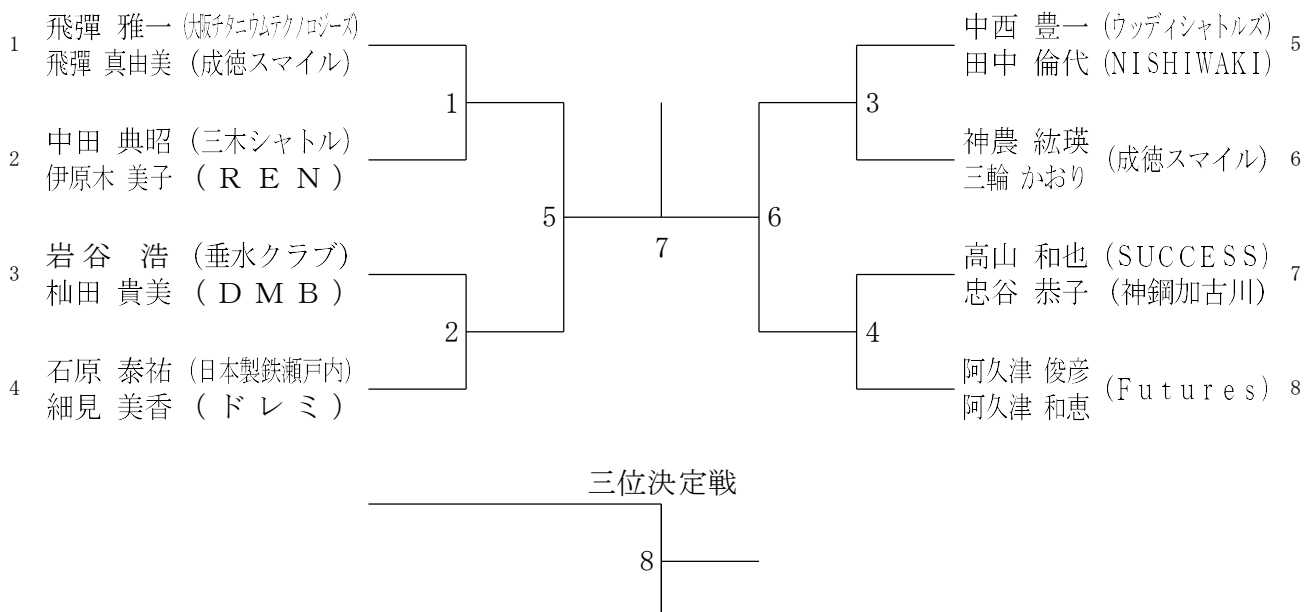 1 飛彈 雅一 (大阪チタニウムテクノロジーズ)
飛彈 真由美 (成徳スマイル)
1
2 中田 典昭 (三木シャトル)
伊原木 美子 (ＲＥＮ)
5
3 岩谷 浩 (垂水クラブ)
杣田 貴美 (ＤＭＢ)
2
4 石原 泰祐 (日本製鉄瀬戸内)
細見 美香 (ドレミ)
7
中西 豊一 (ウッディシャトルズ) 5
田中 倫代 (NISHIWAKI)
3
神農 紘瑛
三輪 かおり (成徳スマイル) 6
6
高山 和也 (SUCCESS) 7
忠谷 恭子 (神鋼加古川)
4
阿久津 俊彦
阿久津 和恵 (Futures) 8
三位決定戦
8